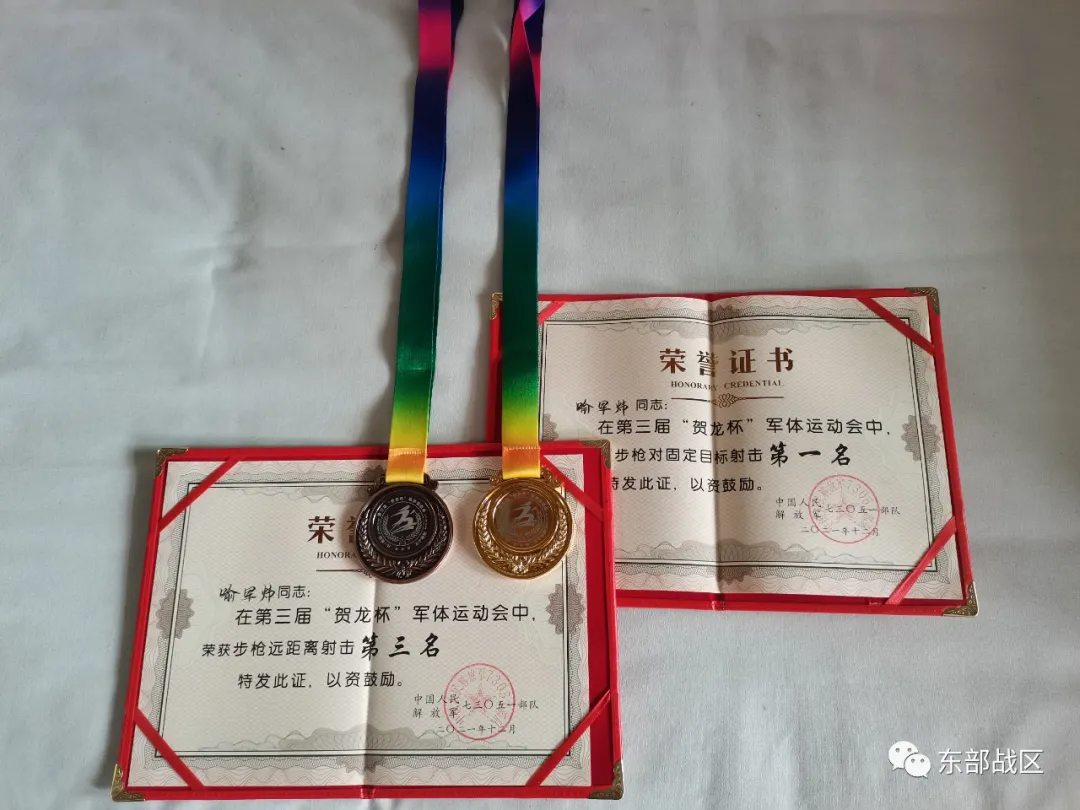 荣誉证书
HONORARY CREDENTIAL
喻军炜同志：
在第三届“贺龙杯”军体运动会中，
步枪对固定目标射击第一名
特发此证，以资鼓励。
中国人民
解放军
七三〇五一部队
二〇二一年十二月
荣
HONOR
喻军炜同志：
在第三届“贺龙杯”军体运动会中，
荣获步枪远距离射击第三名
特发此证，以资鼓励。
中国人民
解放军
七三〇五一部队
二〇二一年十二月
东部战区